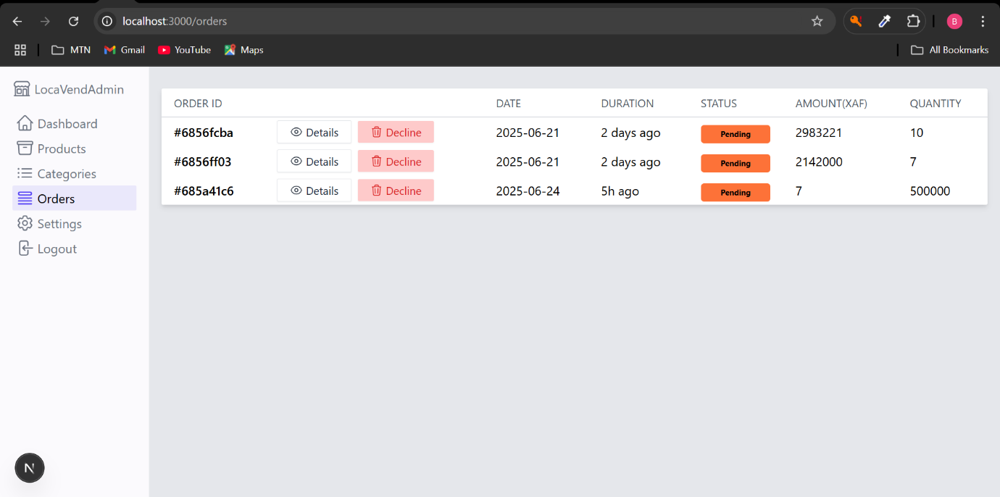 localhost:3000/orders
B
MTN Gmail YouTube Maps All Bookmarks
LocaVendAdmin
Dashboard
Products
Categories
Orders
Settings
Logout
ORDER ID DATE DURATION STATUS AMOUNT(XAF) QUANTITY
#6856fcba Details Decline 2025-06-21 2 days ago Pending 2983221 10
#6856ff03 Details Decline 2025-06-21 2 days ago Pending 2142000 7
#685a41c6 Details Decline 2025-06-24 5h ago Pending 7 500000
N